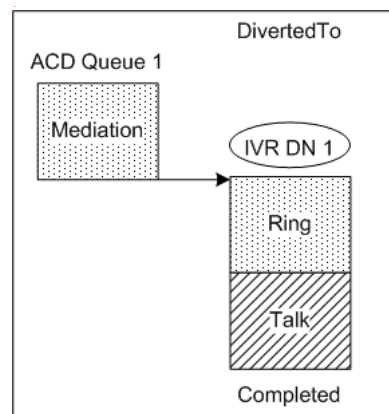 DivertedTo
ACD Queue 1
Mediation
IVR DN 1
Ring
Talk
Completed